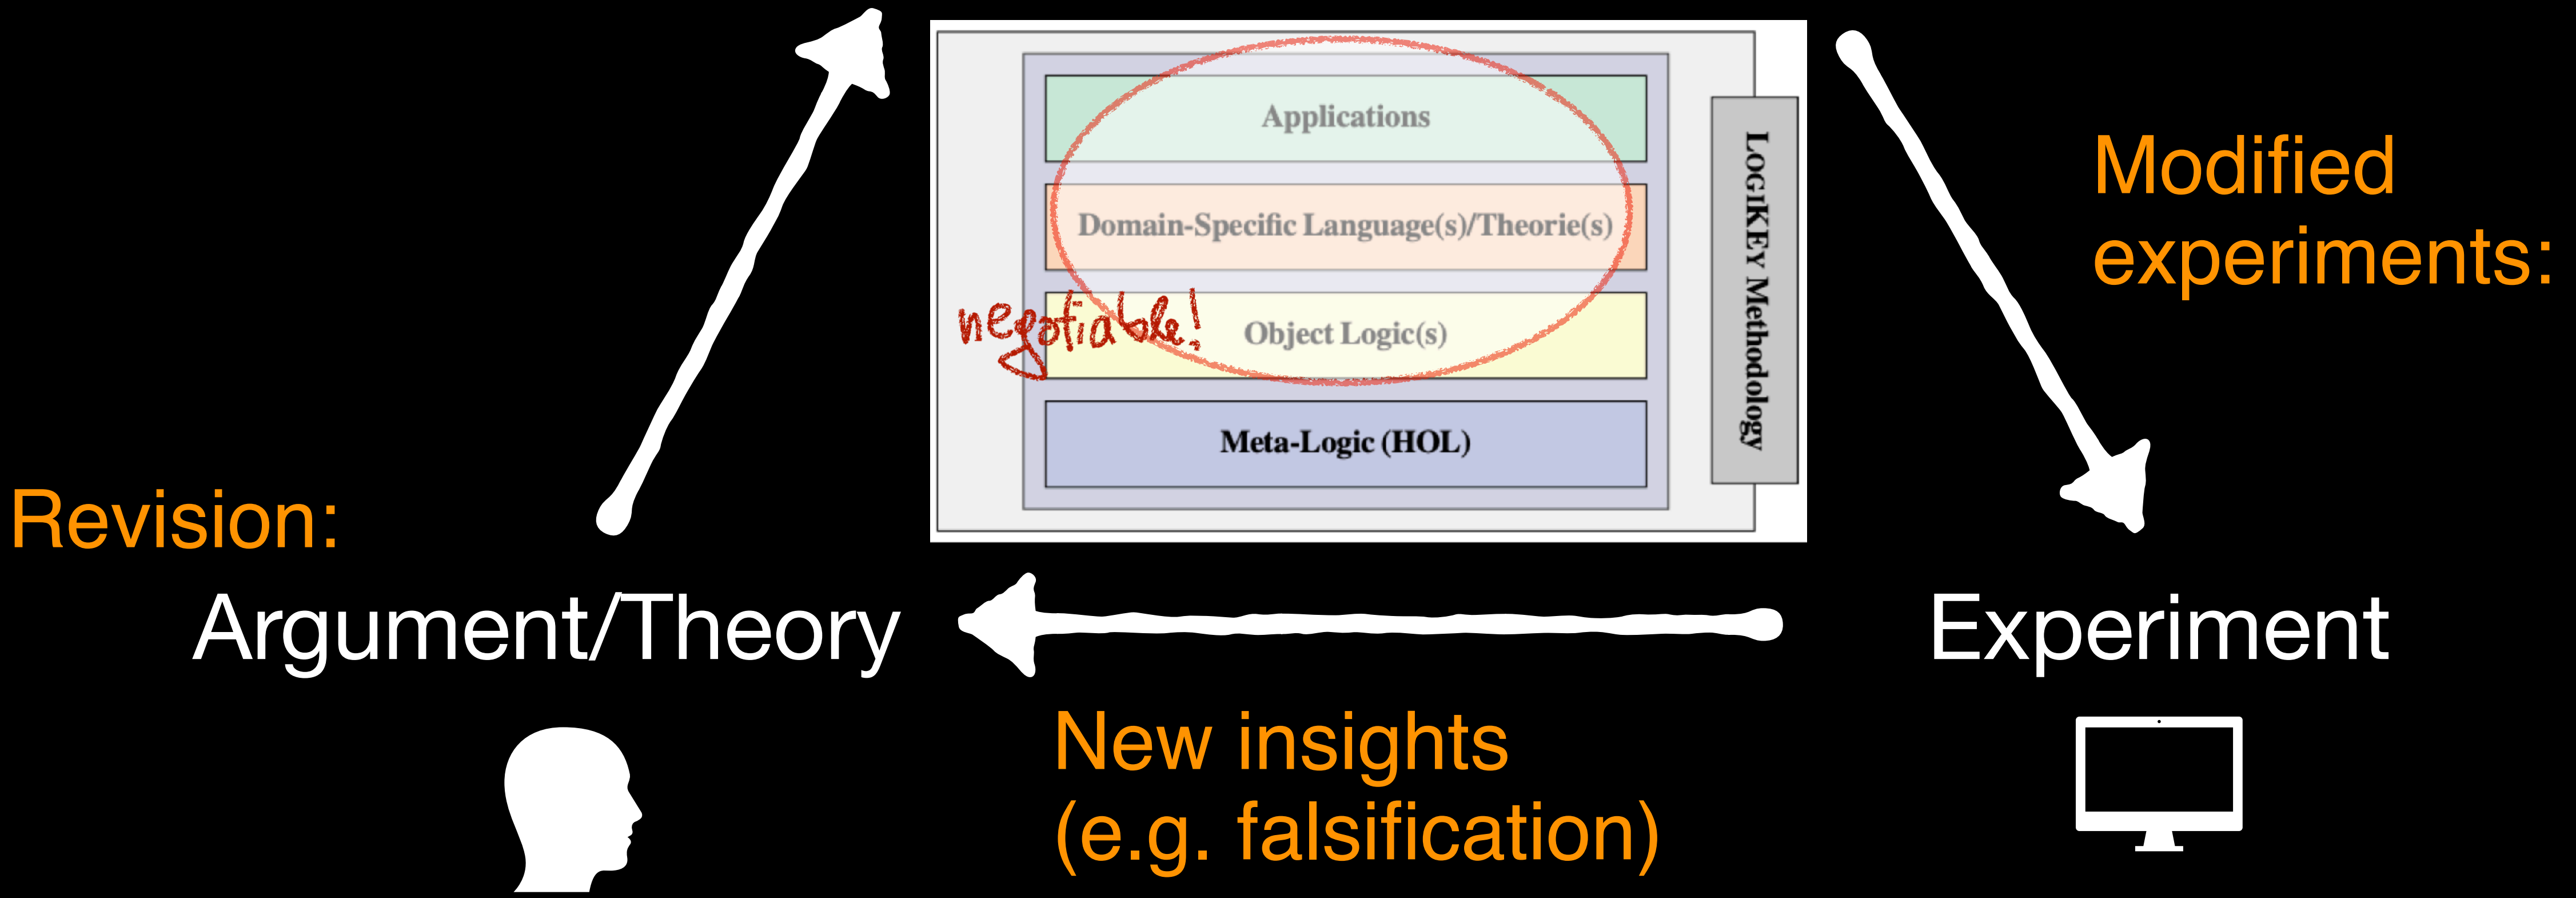 Applications
Domain-Specific Language(s)/Theorie(s)
negotiable!
Object Logic(s)
Meta-Logic (HOL)
LOGIKEY Methodology
Modified
experiments:
Revision:
Argument/Theory
Experiment
New insights
(e.g. falsification)